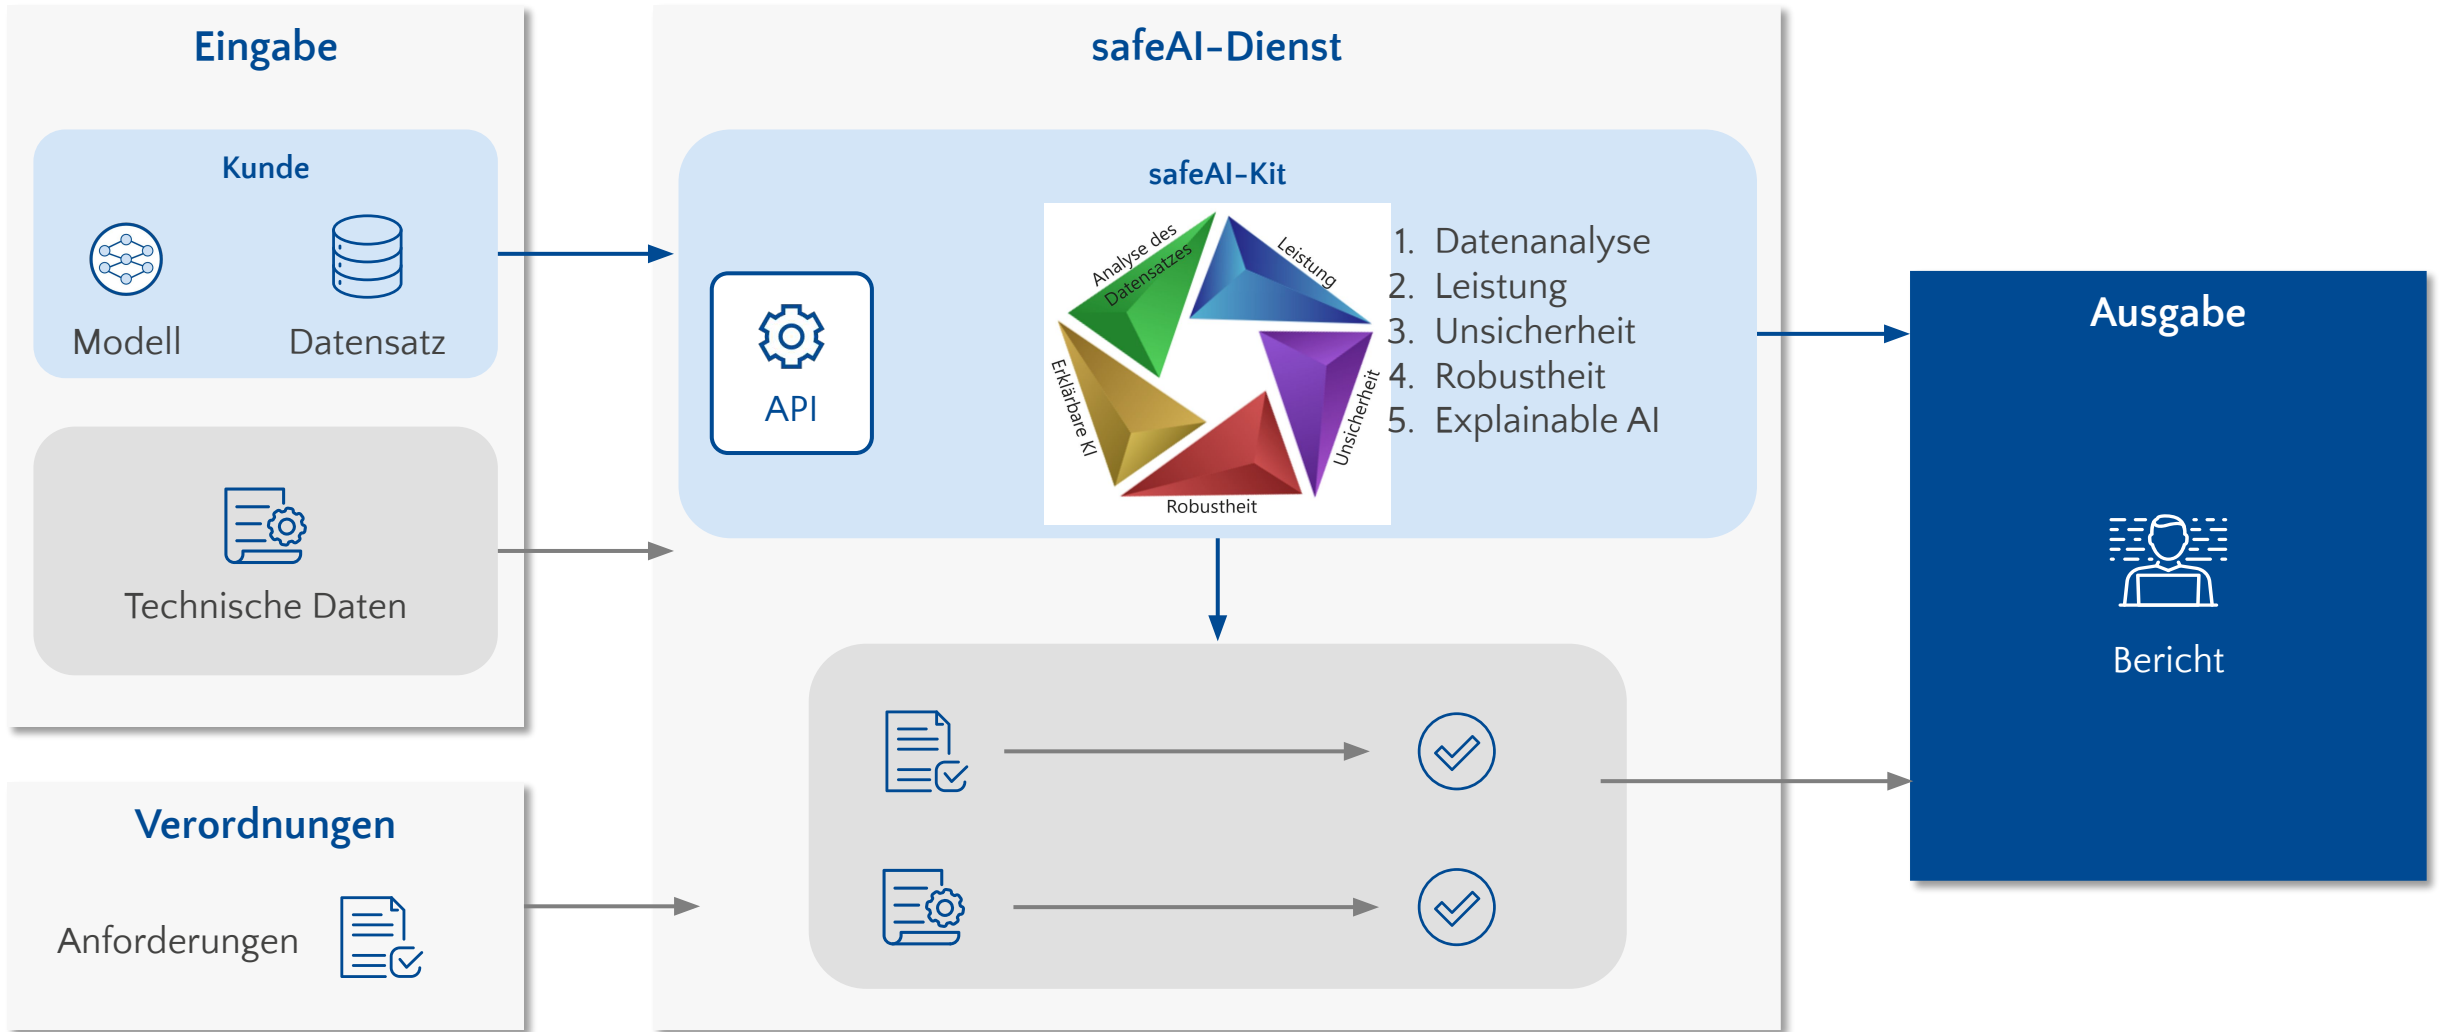 Eingabe
Kunde
Modell
Datensatz
Technische Daten
Verordnungen
Anforderungen
safeAI-Dienst
safeAI-Kit
API
Analyse des
Datensatzes
Leistung
Unsicherheit
Robustheit
Erklärbare KI
1. Datenanalyse
2. Leistung
3. Unsicherheit
4. Robustheit
5. Explainable AI
Ausgabe
Bericht